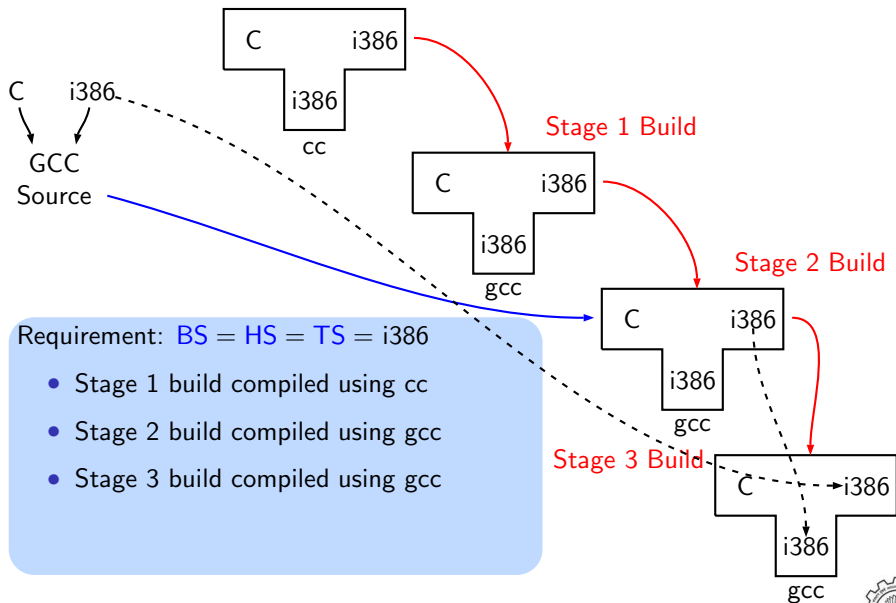 C i386
i386
cc
C i386
GCC
Source
Stage 1 Build
C i386
i386
gcc
Stage 2 Build
C i386
i386
gcc
Requirement: BS = HS = TS = i386
• Stage 1 build compiled using cc
• Stage 2 build compiled using gcc
• Stage 3 build compiled using gcc
Stage 3 Build
C i386
i386
gcc